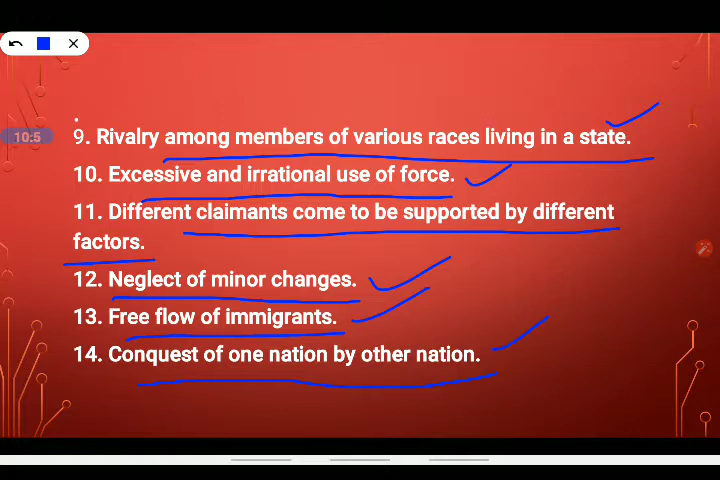 10:5
9. Rivalry among members of various races living in a state.
10. Excessive and irrational use of force.
11. Different claimants come to be supported by different
factors.
12. Neglect of minor changes.
13. Free flow of immigrants.
14. Conquest of one nation by other nation.